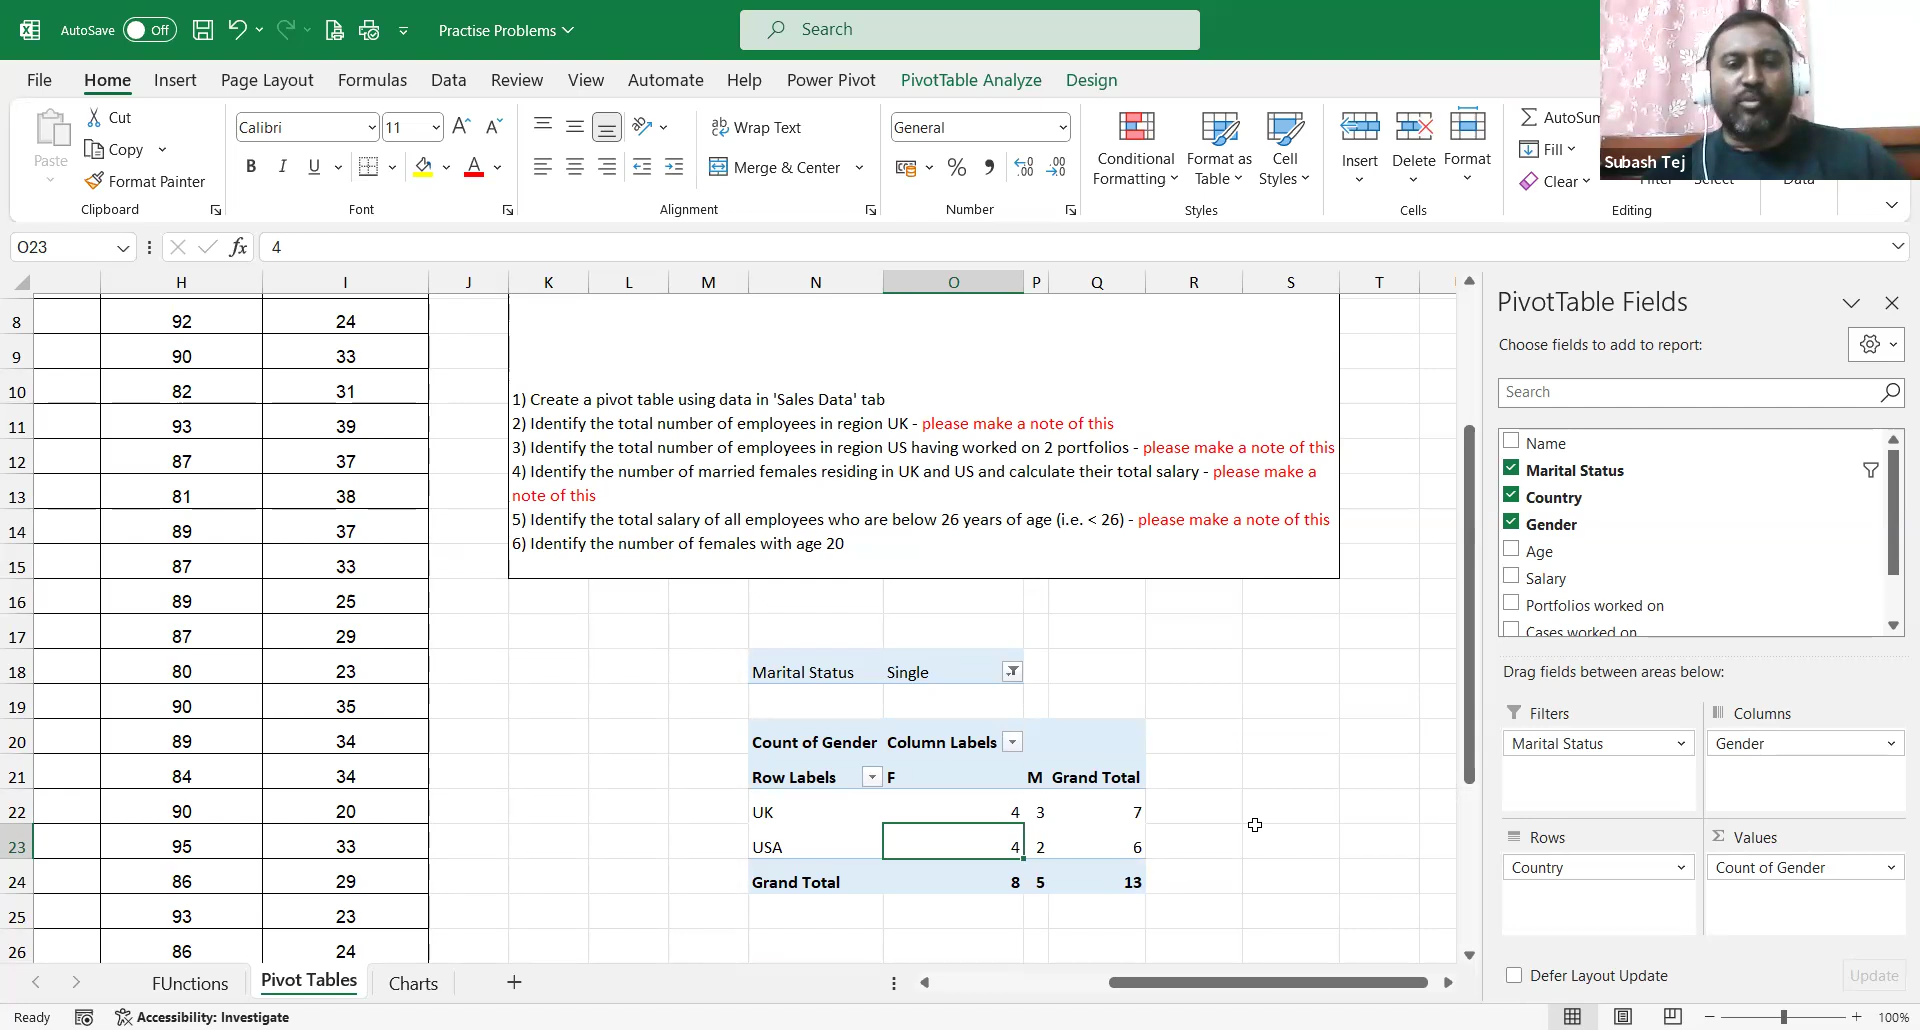 AutoSave Off Practise Problems Search
File Home Insert Page Layout Formulas Data Review View Automate Help Power Pivot PivotTable Analyze Design
Paste Cut Copy Format Painter Clipboard
Calibri 11 B I U A Font
Wrap Text Merge & Center Alignment
General % Number
Conditional Formatting Format as Table Cell Styles Styles
Insert Delete Format Cells
Fill Clear Editing
Subash Tej
O23 fx 4
H I J K L M N O P Q R S T
8 92 24
9 90 33
10 82 31
11 93 39
12 87 37
13 81 38
14 89 37
15 87 33
16 89 25
17 87 29
18 80 23
19 90 35
20 89 34
21 84 34
22 90 20
23 95 33
24 86 29
25 93 23
26 86 24
1) Create a pivot table using data in 'Sales Data' tab
2) Identify the total number of employees in region UK - please make a note of this
3) Identify the total number of employees in region US having worked on 2 portfolios - please make a note of this
4) Identify the number of married females residing in UK and US and calculate their total salary - please make a
note of this
5) Identify the total salary of all employees who are below 26 years of age (i.e. < 26) - please make a note of this
6) Identify the number of females with age 20
Marital Status Single
Count of Gender Column Labels
Row Labels F M Grand Total
UK 4 3 7
USA 4 2 6
Grand Total 8 5 13
PivotTable Fields
Choose fields to add to report:
Search
Name
Marital Status
Country
Gender
Age
Salary
Portfolios worked on
Cases worked on
Drag fields between areas below:
Filters Columns
Marital Status Gender
Rows Values
Country Count of Gender
Defer Layout Update Update
FUnctions Pivot Tables Charts
Ready Accessibility: Investigate 100%